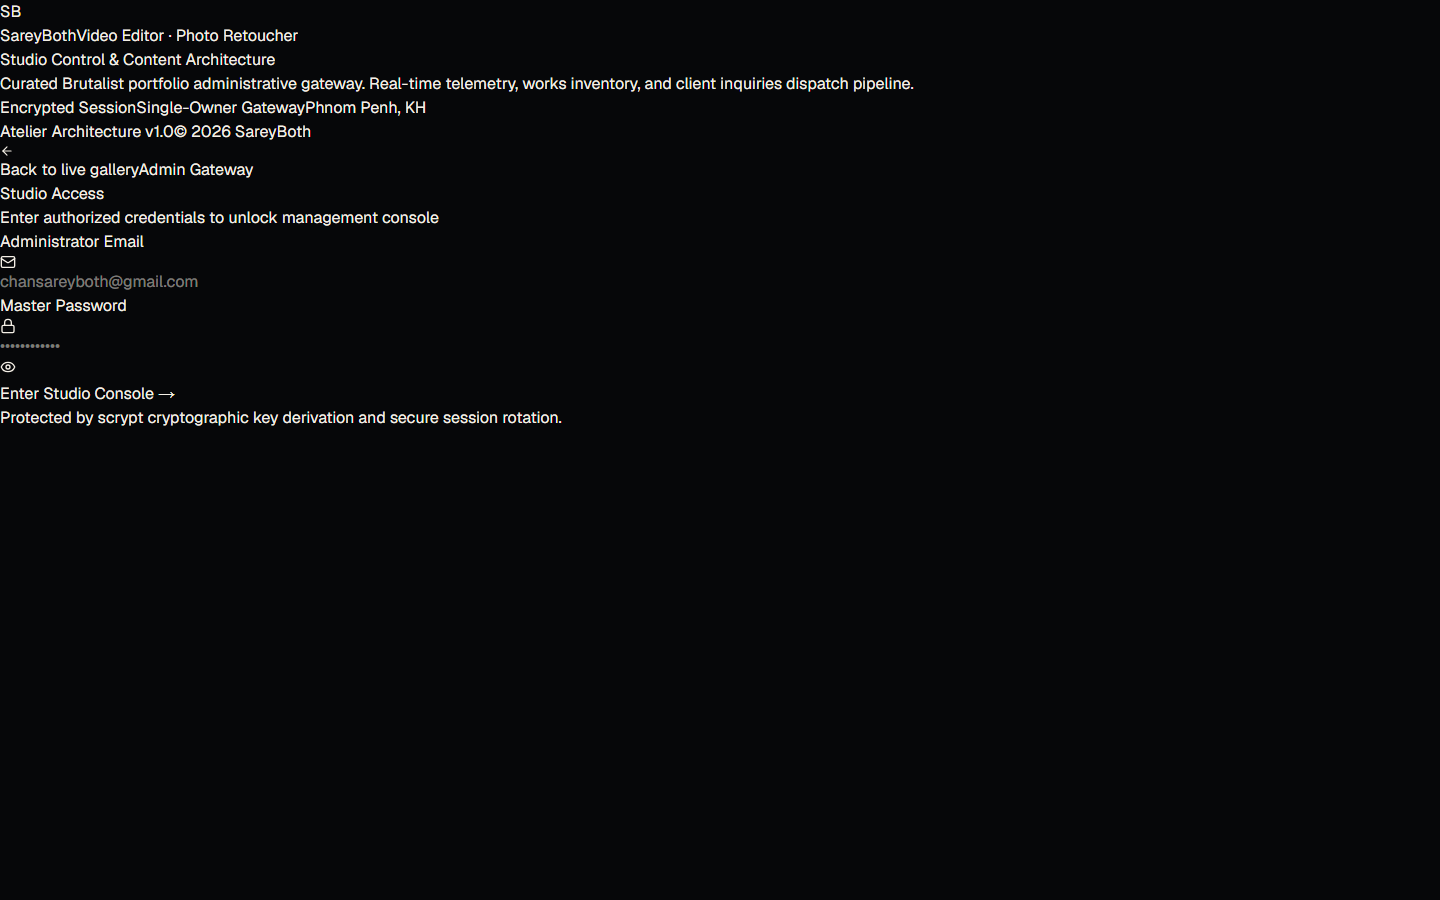 SB
SareyBothVideo Editor · Photo Retoucher
Studio Control & Content Architecture
Curated Brutalist portfolio administrative gateway. Real-time telemetry, works inventory, and client inquiries dispatch pipeline.
Encrypted SessionSingle-Owner GatewayPhnom Penh, KH
Atelier Architecture v1.0© 2026 SareyBoth
←
Back to live galleryAdmin Gateway
Studio Access
Enter authorized credentials to unlock management console
Administrator Email
chansareyboth@gmail.com
Master Password
••••••••••••
Enter Studio Console →
Protected by scrypt cryptographic key derivation and secure session rotation.